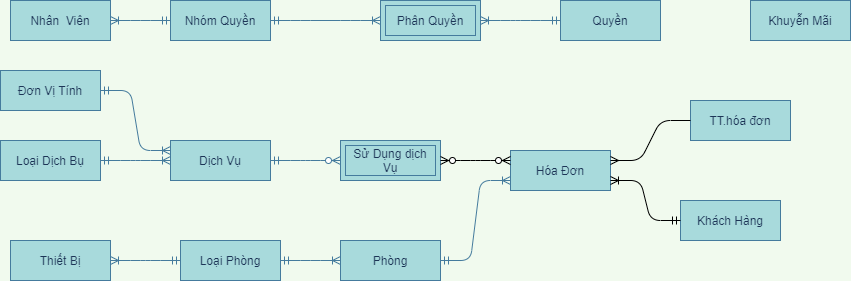 Nhân Viên
Nhóm Quyền
Phân Quyền
Quyền
Khuyễn Mãi
Đơn Vị Tính
TT.hóa đơn
Loại Dịch Bụ
Dịch Vụ
Sử Dụng dịch
Vụ
Hóa Đơn
Khách Hàng
Thiết Bị
Loại Phòng
Phòng